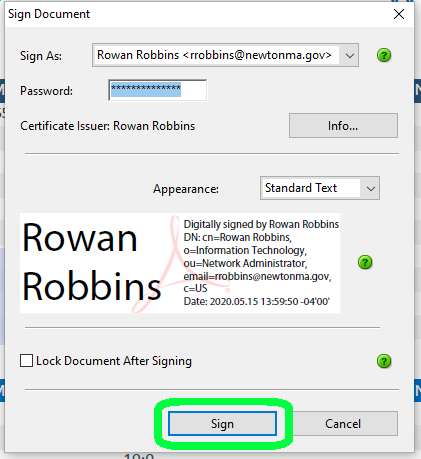 Sign Document
Sign As:
Rowan Robbins <rrobbins@newtonma.gov>
Password:
**************
Certificate Issuer: Rowan Robbins
Info...
Appearance:
Standard Text
Rowan
Robbins
Digitally signed by Rowan Robbins
DN: cn=Rowan Robbins,
o=Information Technology,
ou=Network Administrator,
email=rrobbins@newtonma.gov,
c=US
Date: 2020.05.15 13:59:50 -04'00'
Lock Document After Signing
Sign
Cancel